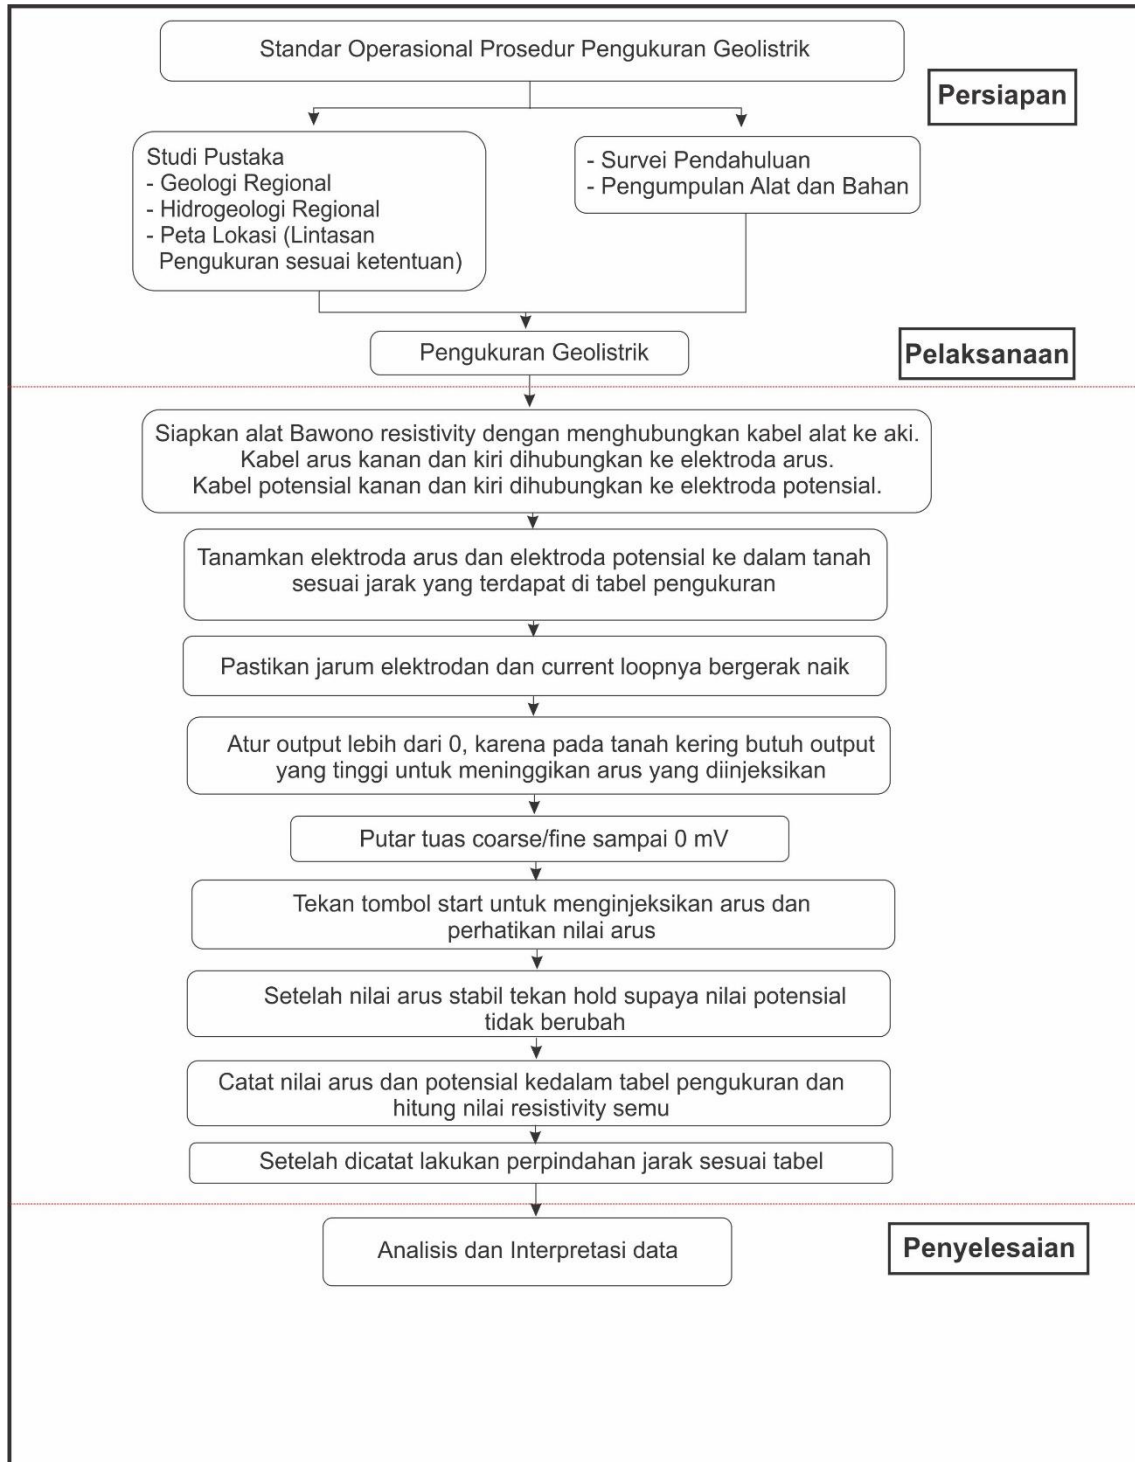 Standar Operasional Prosedur Pengukuran Geolistrik
Persiapan
Studi Pustaka
- Geologi Regional
- Hidrogeologi Regional
- Peta Lokasi (Lintasan
Pengukuran sesuai ketentuan)
- Survei Pendahuluan
- Pengumpulan Alat dan Bahan
Pengukuran Geolistrik
Pelaksanaan
Siapkan alat Bawono resistivity dengan menghubungkan kabel alat ke aki.
Kabel arus kanan dan kiri dihubungkan ke elektroda arus.
Kabel potensial kanan dan kiri dihubungkan ke elektroda potensial.
Tanamkan elektroda arus dan elektroda potensial ke dalam tanah
sesuai jarak yang terdapat di tabel pengukuran
Pastikan jarum elektrodan dan current loopnya bergerak naik
Atur output lebih dari 0, karena pada tanah kering butuh output
yang tinggi untuk meninggikan arus yang diinjeksikan
Putar tuas coarse/fine sampai 0 mV
Tekan tombol start untuk menginjeksikan arus dan
perhatikan nilai arus
Setelah nilai arus stabil tekan hold supaya nilai potensial
tidak berubah
Catat nilai arus dan potensial kedalam tabel pengukuran dan
hitung nilai resistivity semu
Setelah dicatat lakukan perpindahan jarak sesuai tabel
Analisis dan Interpretasi data
Penyelesaian